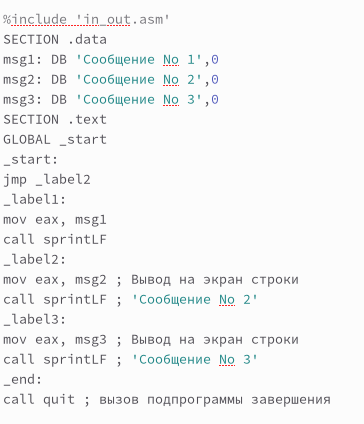 %include 'in_out.asm'
SECTION .data
msg1: DB 'Сообщение No 1',0
msg2: DB 'Сообщение No 2',0
msg3: DB 'Сообщение No 3',0
SECTION .text
GLOBAL _start
_start:
jmp _label2
_label1:
mov eax, msg1
call sprintLF
_label2:
mov eax, msg2 ; Вывод на экран строки
call sprintLF ; 'Сообщение No 2'
_label3:
mov eax, msg3 ; Вывод на экран строки
call sprintLF ; 'Сообщение No 3'
_end:
call quit ; вызов подпрограммы завершения